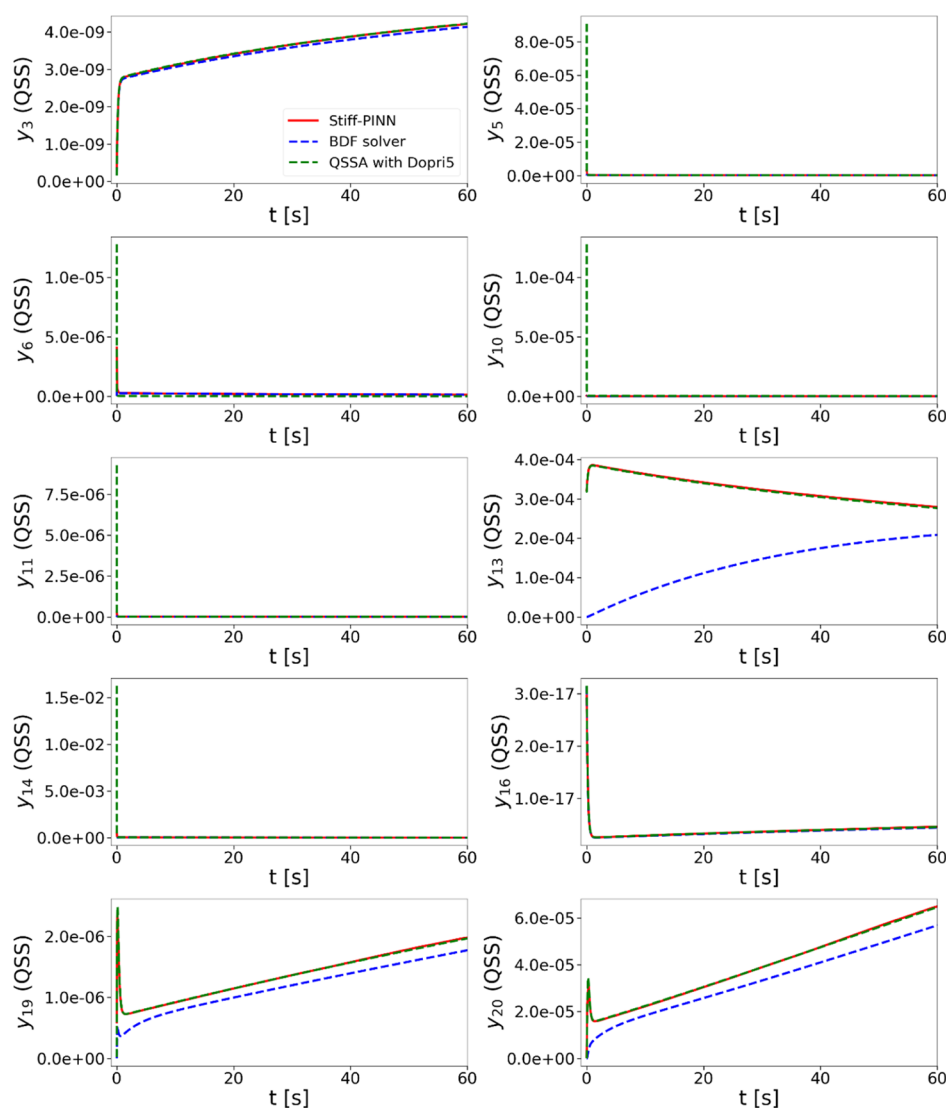 y3 (QSS)
4.0e-09
3.0e-09
2.0e-09
1.0e-09
0.0e+00
Stiff-PINN
BDF solver
QSSA with Dopri5
0 20 40 60
t [s]
y5 (QSS)
8.0e-05
6.0e-05
4.0e-05
2.0e-05
0.0e+00
0 20 40 60
t [s]
y6 (QSS)
1.0e-05
5.0e-06
0.0e+00
0 20 40 60
t [s]
y10 (QSS)
1.0e-04
5.0e-05
0.0e+00
0 20 40 60
t [s]
y11 (QSS)
7.5e-06
5.0e-06
2.5e-06
0.0e+00
0 20 40 60
t [s]
y13 (QSS)
4.0e-04
3.0e-04
2.0e-04
1.0e-04
0.0e+00
0 20 40 60
t [s]
y14 (QSS)
1.5e-02
1.0e-02
5.0e-03
0.0e+00
0 20 40 60
t [s]
y16 (QSS)
3.0e-17
2.0e-17
1.0e-17
0 20 40 60
t [s]
y19 (QSS)
2.0e-06
1.0e-06
0.0e+00
0 20 40 60
t [s]
y20 (QSS)
6.0e-05
4.0e-05
2.0e-05
0.0e+00
0 20 40 60
t [s]